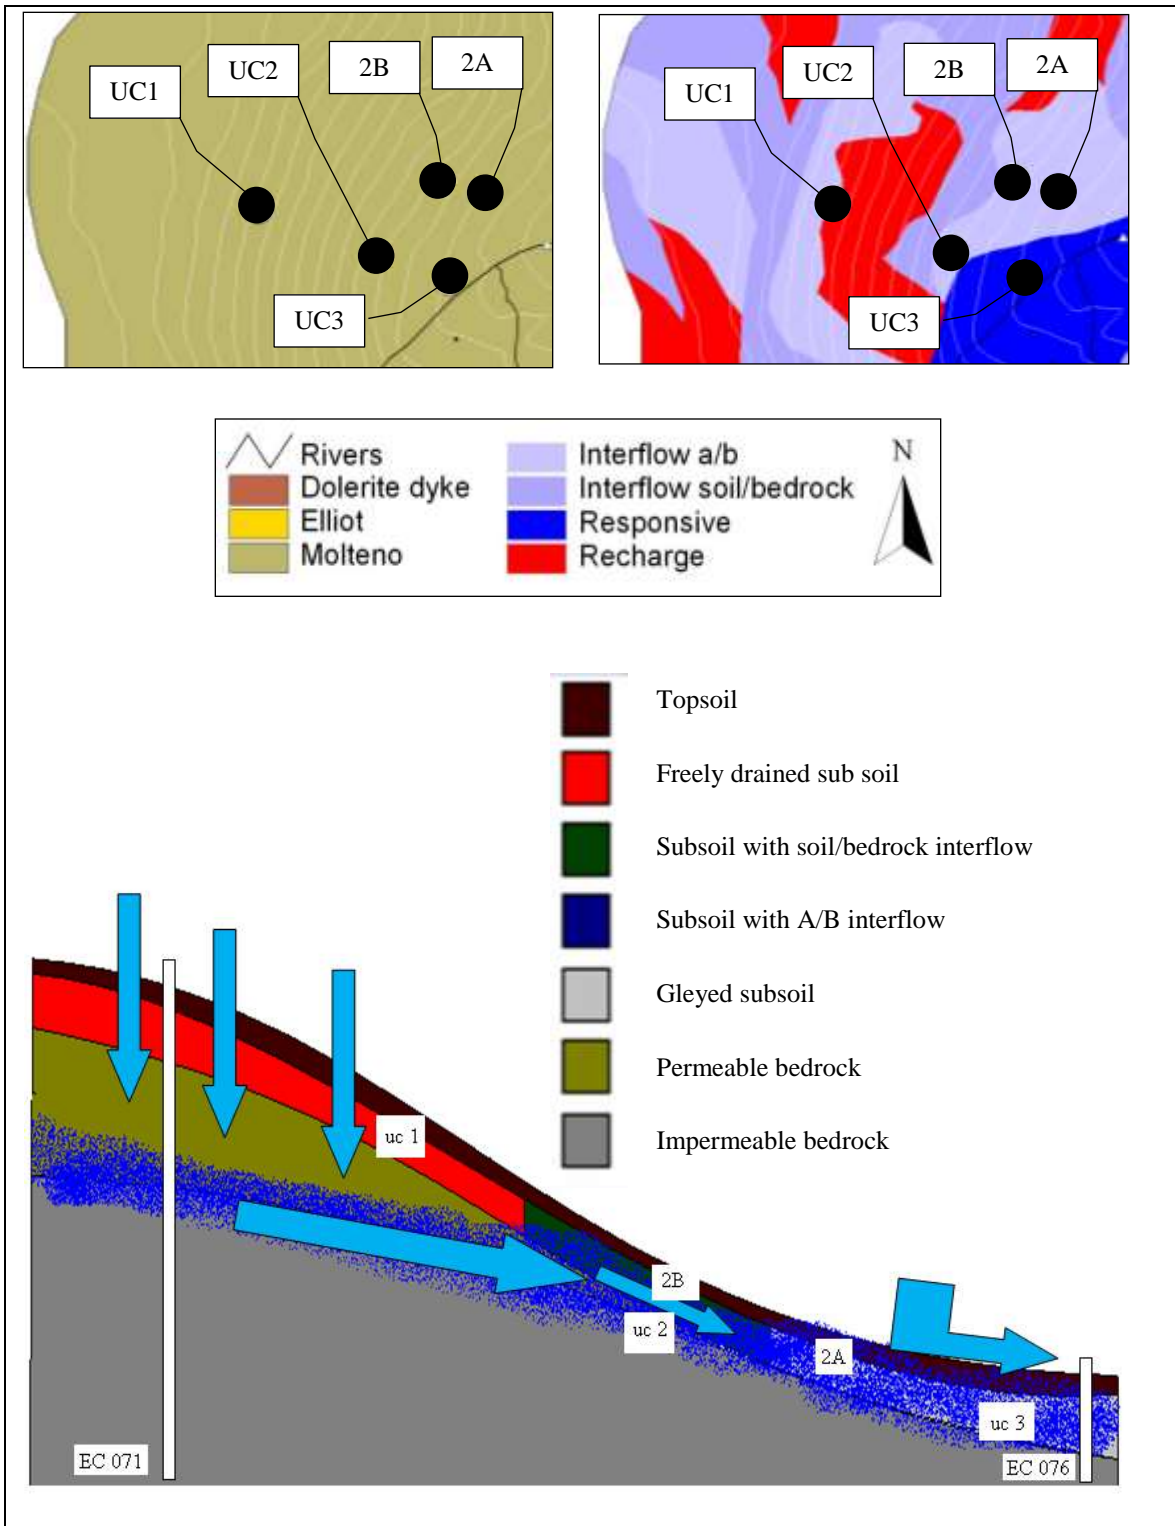 UC1
UC2
2B
2A
UC3
UC1
UC2
2B
2A
UC3
Rivers
Dolerite dyke
Elliot
Molteno
Interflow a/b
Interflow soil/bedrock
Responsive
Recharge
N
Topsoil
Freely drained sub soil
Subsoil with soil/bedrock interflow
Subsoil with A/B interflow
Gleyed subsoil
Permeable bedrock
Impermeable bedrock
uc 1
2B
uc 2
2A
uc 3
EC 071
EC 076